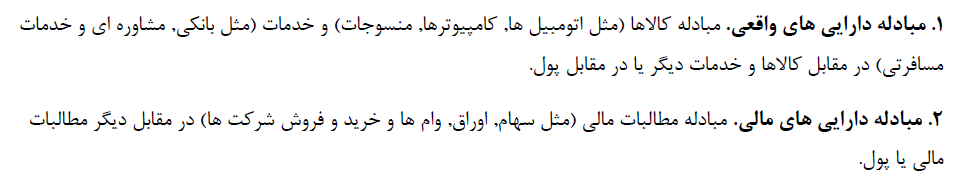 ۱. مبادله دارایی های واقعی. مبادله کالاها (مثل اتومبیل ها, کامپیوترها, منسوجات) و خدمات (مثل بانکی, مشاوره ای و خدمات
مسافرتی) در مقابل کالاها و خدمات دیگر یا در مقابل پول.
۲. مبادله دارایی های مالی. مبادله مطالبات مالی (مثل سهام, اوراق, وام ها و خرید و فروش شرکت ها) در مقابل دیگر مطالبات
مالی یا پول.